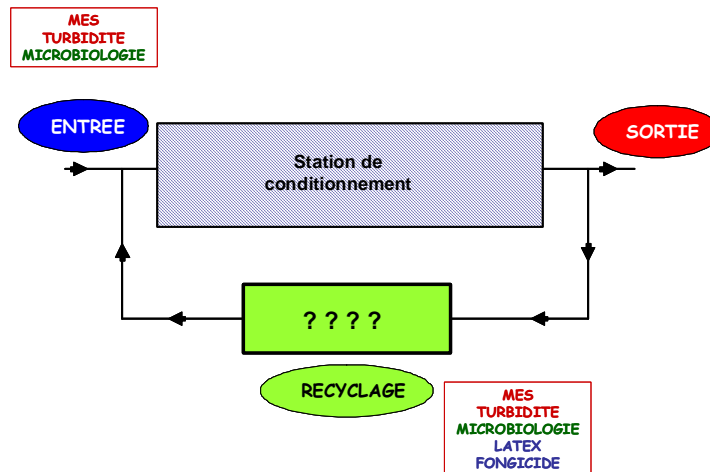 MES
TURBIDITE
MICROBIOLOGIE
ENTREE
SORTIE
Station de
conditionnement
? ? ? ?
RECYCLAGE
MES
TURBIDITE
MICROBIOLOGIE
LATEX
FONGICIDE